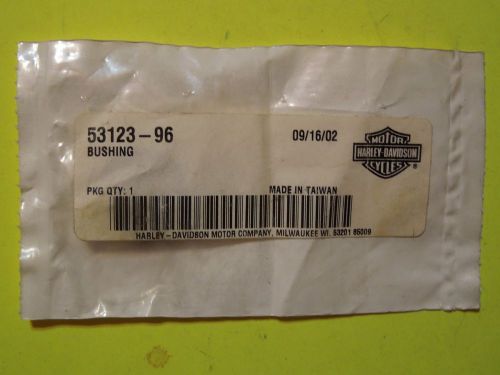 53123-96
BUSHING
09/16/02
MOTOR
HARLEY-DAVIDSON
CYCLES
®
PKG QTY: 1
MADE IN TAIWAN
HARLEY-DAVIDSON MOTOR COMPANY, MILWAUKEE WI. 53201 85009